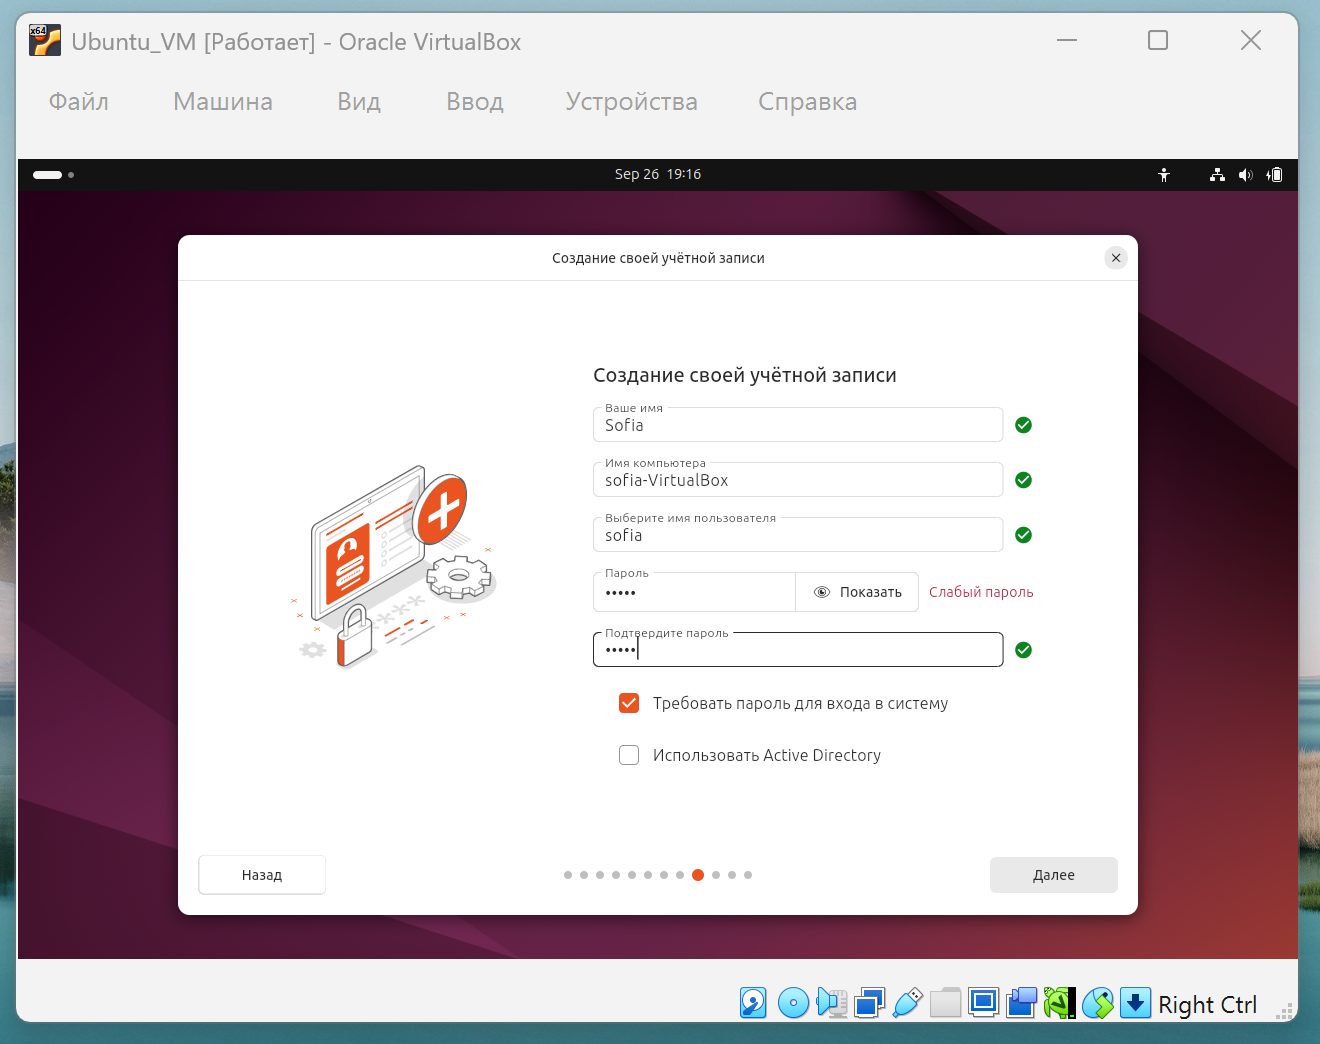 x64
Ubuntu_VM [Работает] - Oracle VirtualBox
Файл Машина Вид Ввод Устройства Справка
Sep 26 19:16
Создание своей учётной записи
Создание своей учётной записи
Ваше имя
Sofia
Имя компьютера
sofia-VirtualBox
Выберите имя пользователя
sofia
Пароль
••••• Показать Слабый пароль
Подтвердите пароль
•••••
Требовать пароль для входа в систему
Использовать Active Directory
Назад Далее
Right Ctrl